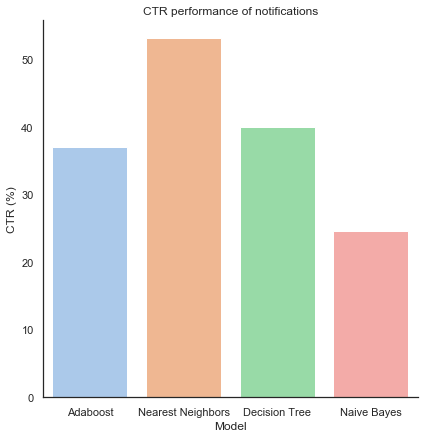 CTR performance of notifications
50
40
30
20
10
0
CTR (%)
Adaboost Nearest Neighbors Decision Tree Naive Bayes
Model